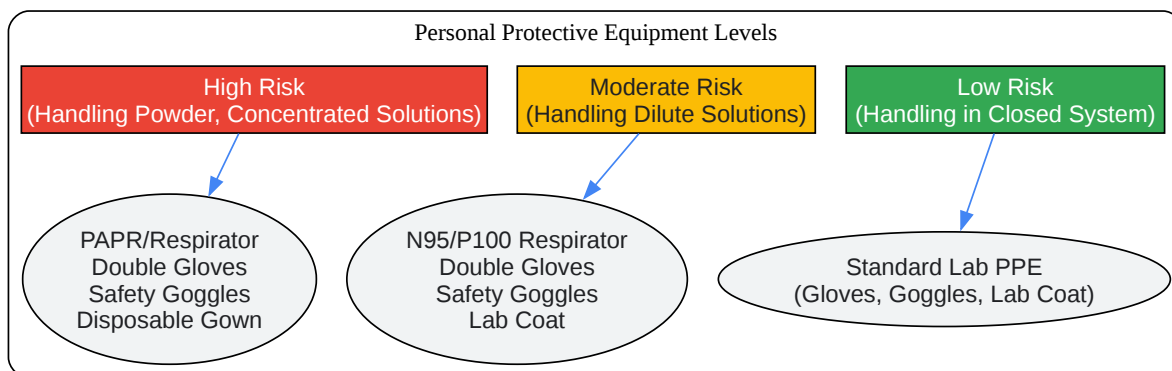 Personal Protective Equipment Levels
High Risk
(Handling Powder, Concentrated Solutions)
Moderate Risk
(Handling Dilute Solutions)
Low Risk
(Handling in Closed System)
PAPR/Respirator
Double Gloves
Safety Goggles
Disposable Gown
N95/P100 Respirator
Double Gloves
Safety Goggles
Lab Coat
Standard Lab PPE
(Gloves, Goggles, Lab Coat)